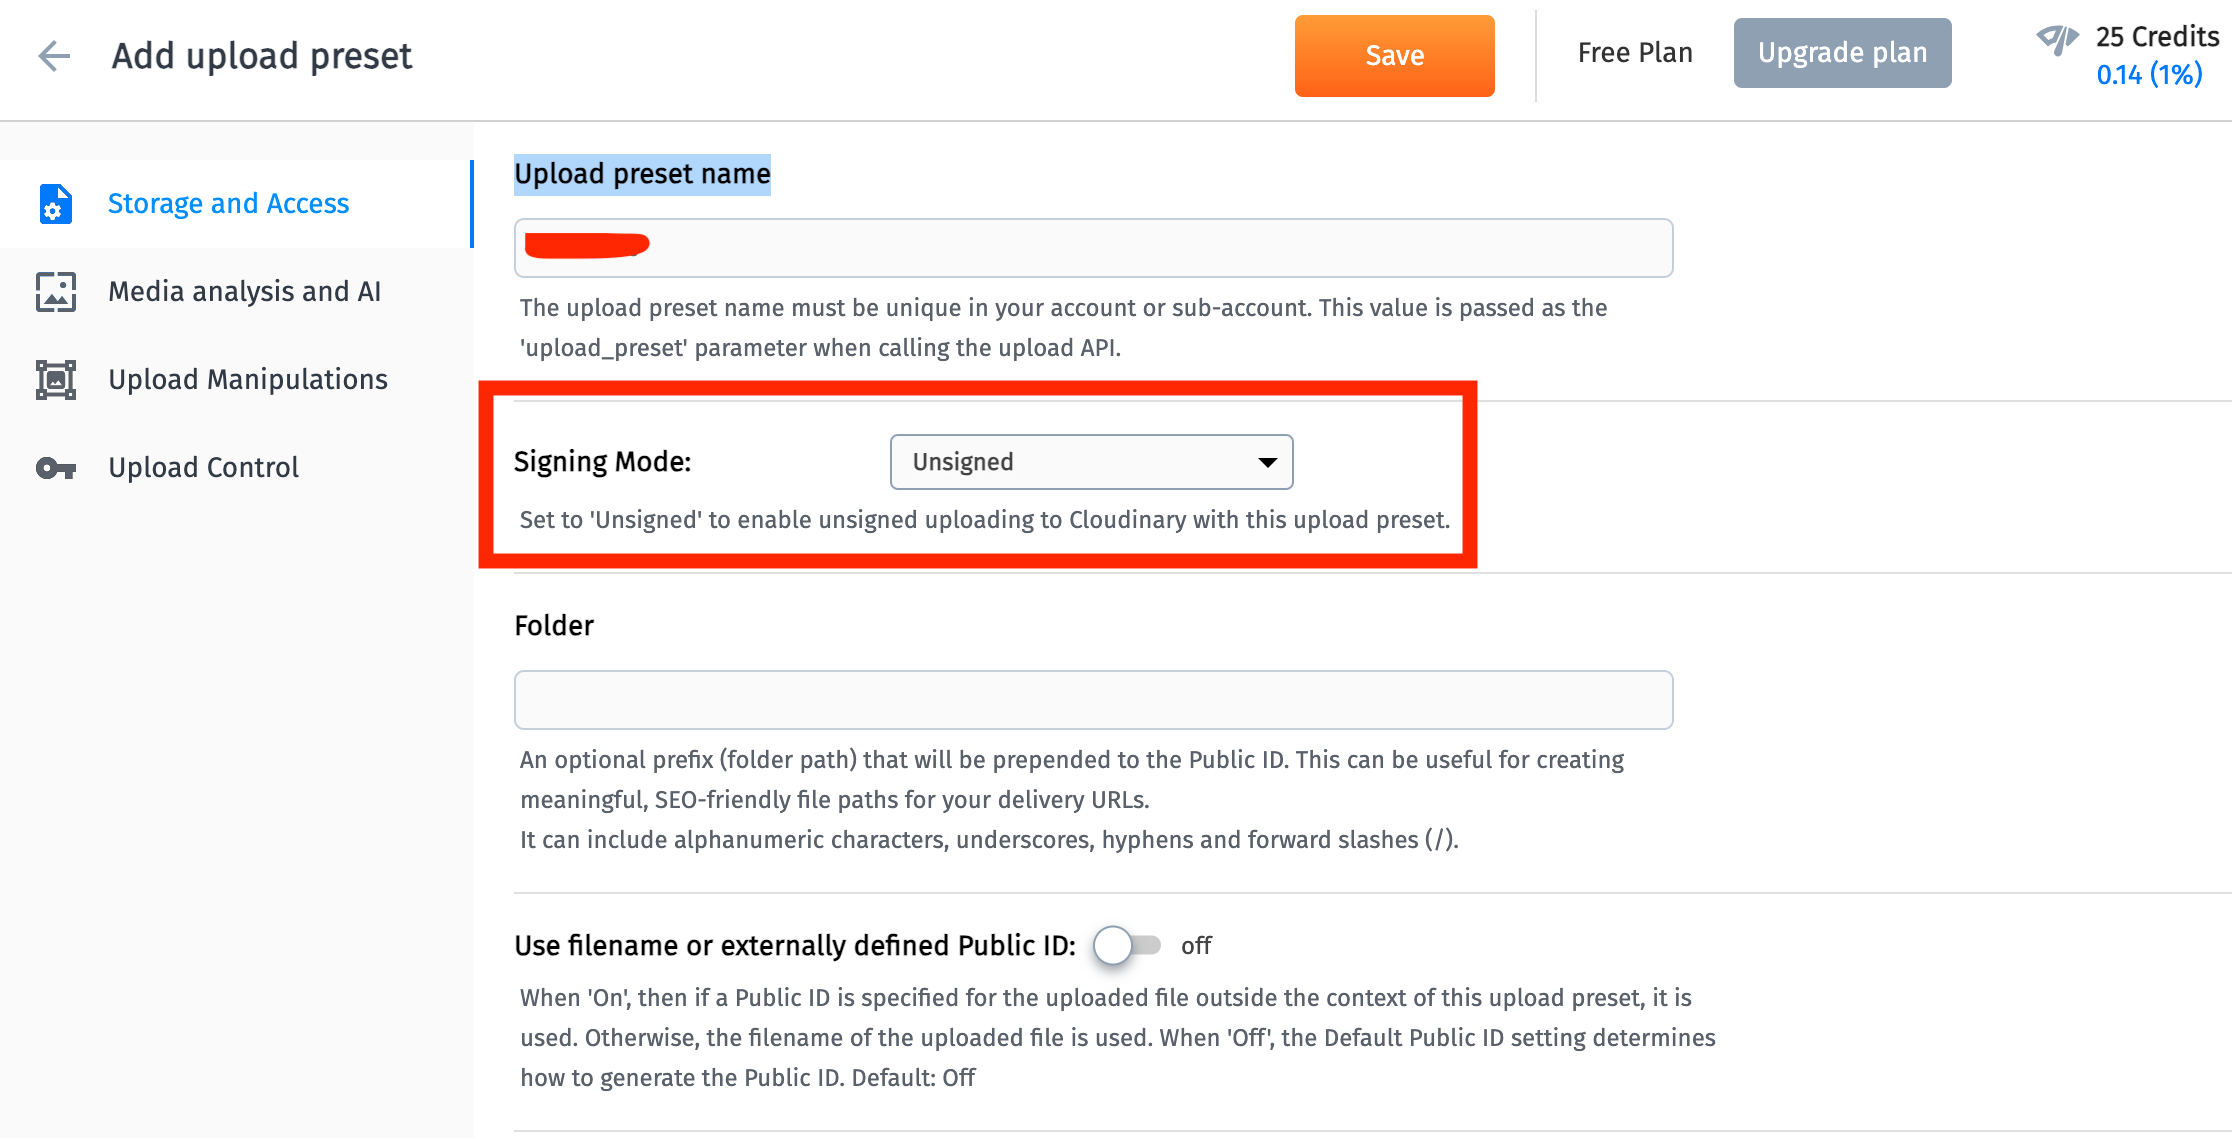 Add upload preset
Save
Free Plan
Upgrade plan
25 Credits
0.14 (1%)
Storage and Access
Media analysis and AI
Upload Manipulations
Upload Control
Upload preset name
The upload preset name must be unique in your account or sub-account. This value is passed as the
'upload_preset' parameter when calling the upload API.
Signing Mode:
Unsigned
Set to 'Unsigned' to enable unsigned uploading to Cloudinary with this upload preset.
Folder
An optional prefix (folder path) that will be prepended to the Public ID. This can be useful for creating
meaningful, SEO-friendly file paths for your delivery URLs.
It can include alphanumeric characters, underscores, hyphens and forward slashes (/).
Use filename or externally defined Public ID:
off
When 'On', then if a Public ID is specified for the uploaded file outside the context of this upload preset, it is
used. Otherwise, the filename of the uploaded file is used. When 'Off', the Default Public ID setting determines
how to generate the Public ID. Default: Off